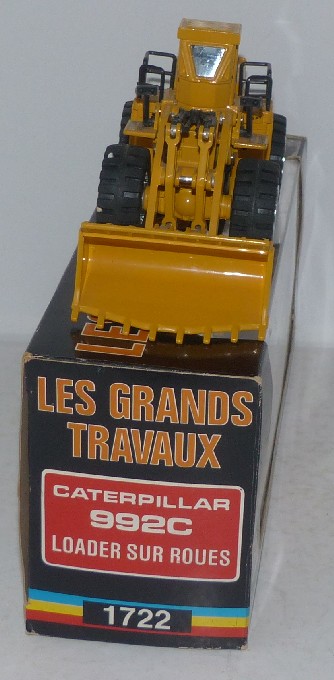 LES GRANDS
TRAVAUX
CATERPILLAR
992C
LOADER SUR ROUES
1722